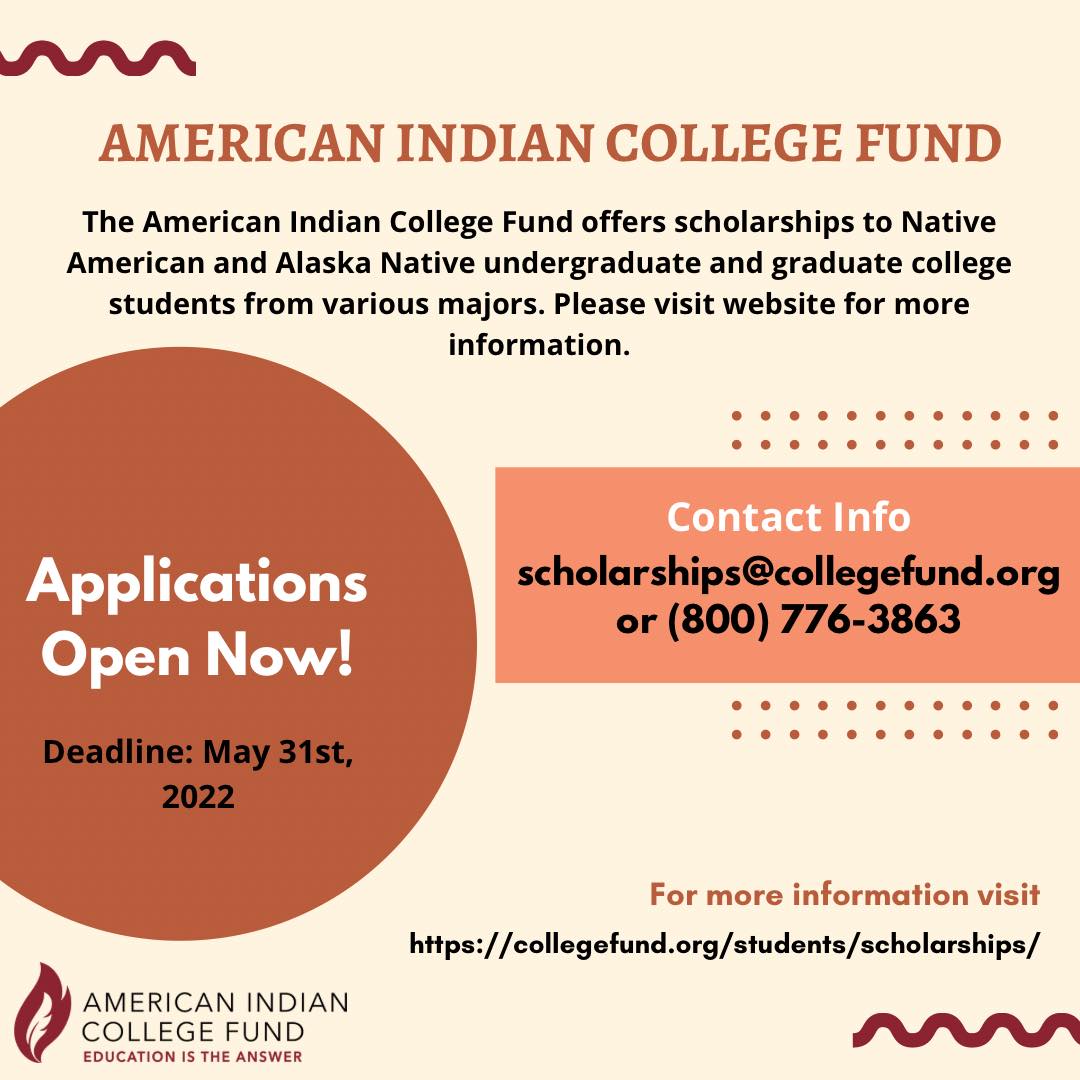 AMERICAN INDIAN COLLEGE FUND
The American Indian College Fund offers scholarships to Native
American and Alaska Native undergraduate and graduate college
students from various majors. Please visit website for more
information.
Applications
Open Now!
Deadline: May 31st,
2022
Contact Info
scholarships@collegefund.org
or (800) 776-3863
For more information visit
https://collegefund.org/students/scholarships/
AMERICAN INDIAN
COLLEGE FUND
EDUCATION IS THE ANSWER